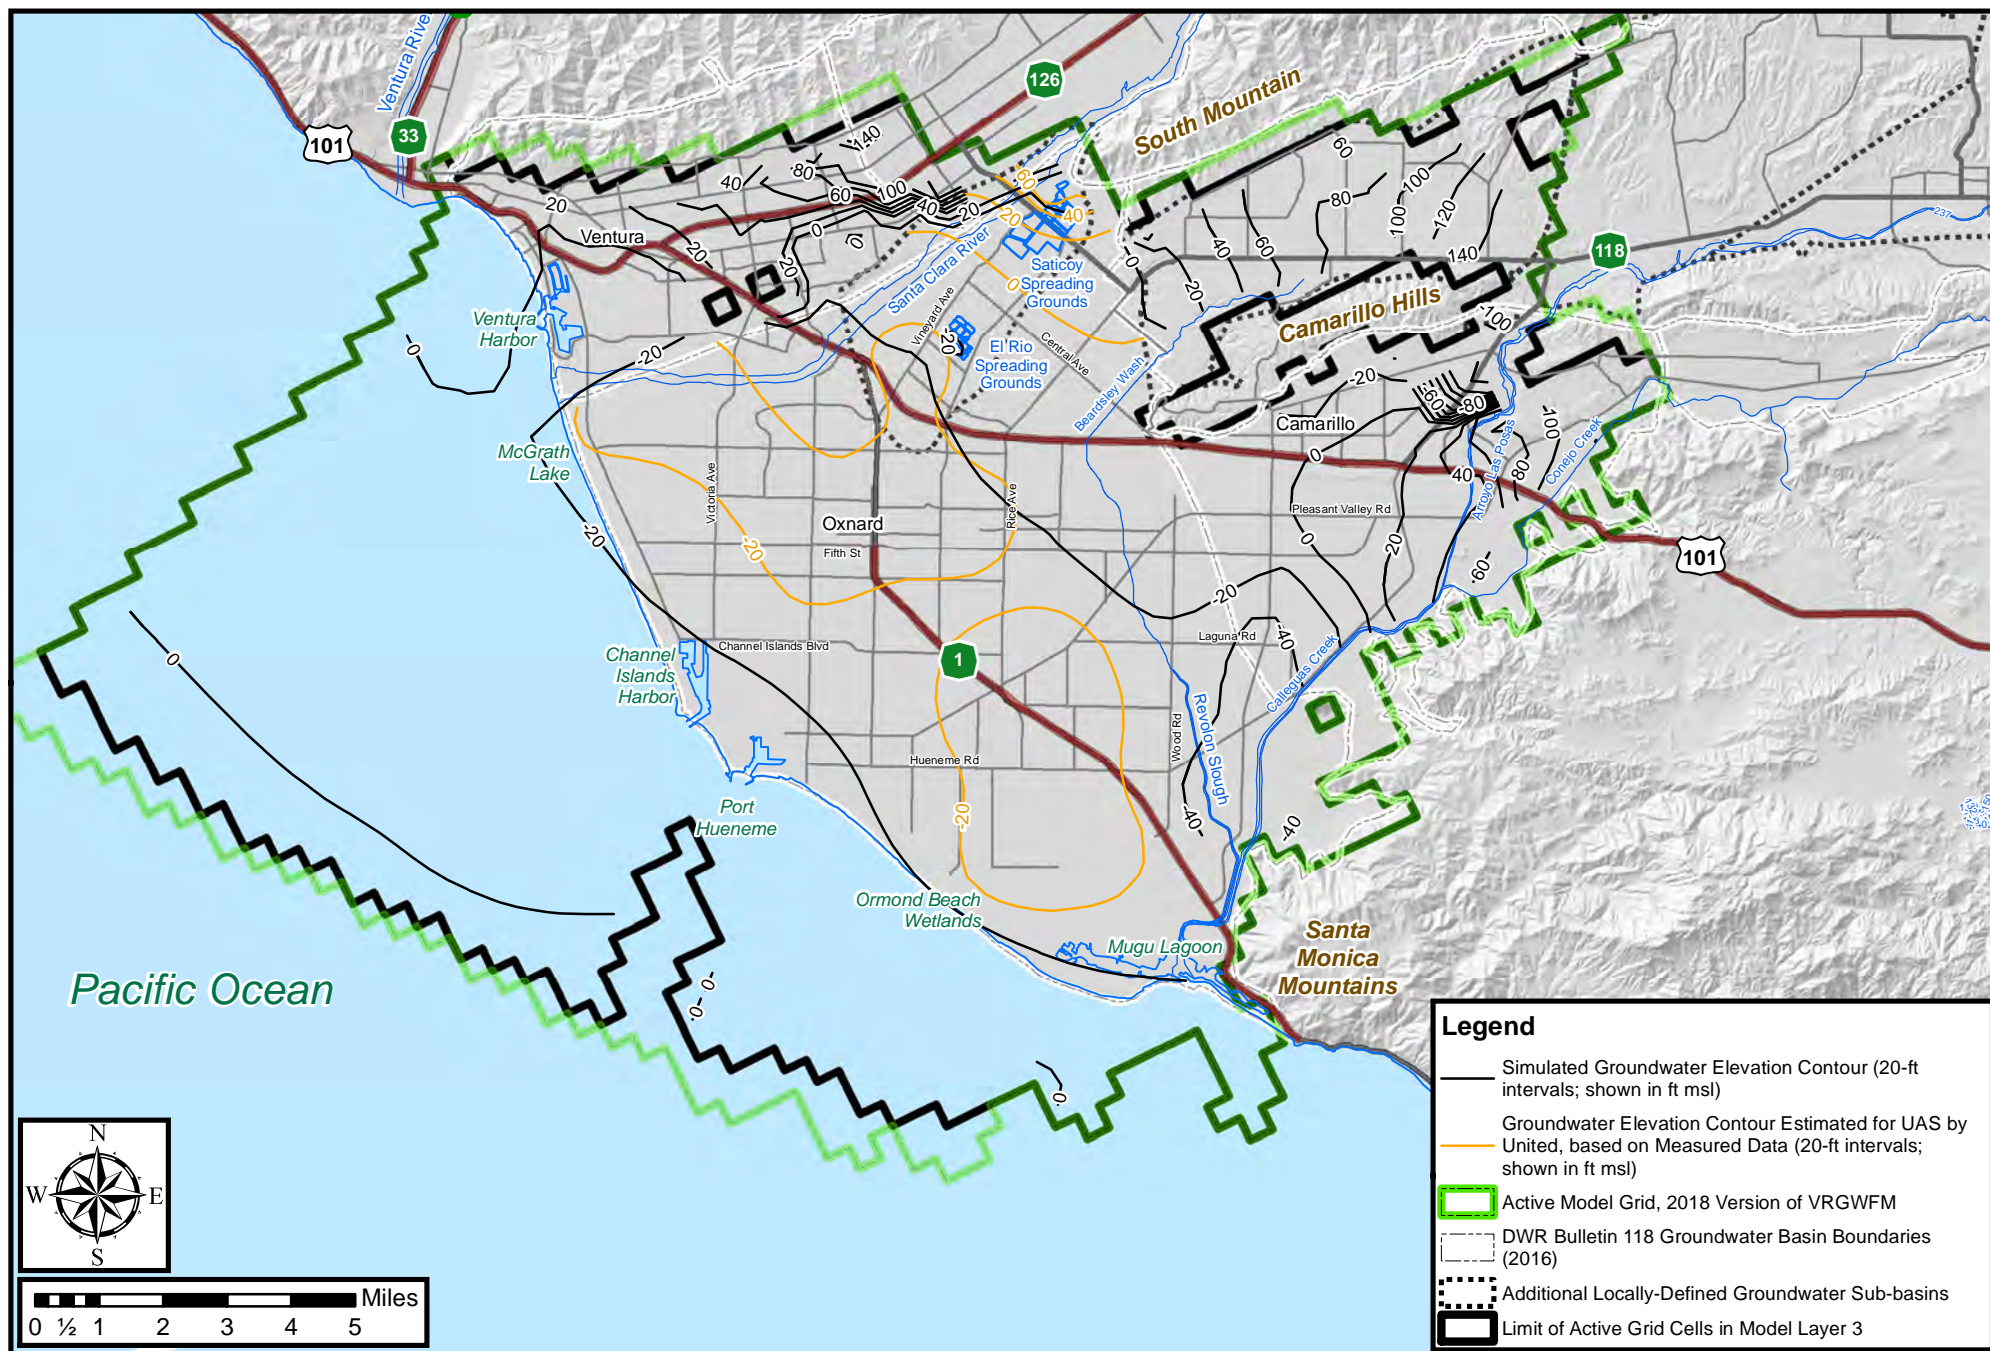 Ventura River
33
101
126
South Mountain
118
237
140
80
40
60
100
40
20
20
Ventura
0
0
20
20
60
40
20
0
Santa Clara River
Saticoy
Spreading
Grounds
0
20
40
60
80
100
60
100
120
140
Camarillo Hills
-100
Ventura
Harbor
0
-20
Vineyard Ave
-20
El Rio
Spreading
Grounds
Central Ave
Beardsley Wash
-20
-60
-80
Camarillo
0
100
40
80
Arroyo Las Posas
Conejo Creek
McGrath
Lake
-20
Victoria Ave
Oxnard
Fifth St
-20
Rice Ave
Pleasant Valley Rd
0
20
60
101
-20
Laguna Rd
-40
Calleguas Creek
0
Channel
Islands
Harbor
Channel Islands Blvd
1
Wood Rd
Revolon Slough
Hueneme Rd
Port
Hueneme
-20
-40
-40
Ormond Beach
Wetlands
Mugu Lagoon
Santa
Monica
Mountains
Pacific Ocean
0
0
0
N
W
E
S
Miles
0 ½ 1 2 3 4 5
Legend
Simulated Groundwater Elevation Contour (20-ft
intervals; shown in ft msl)
Groundwater Elevation Contour Estimated for UAS by
United, based on Measured Data (20-ft intervals;
shown in ft msl)
Active Model Grid, 2018 Version of VRGWFM
DWR Bulletin 118 Groundwater Basin Boundaries
(2016)
Additional Locally-Defined Groundwater Sub-basins
Limit of Active Grid Cells in Model Layer 3